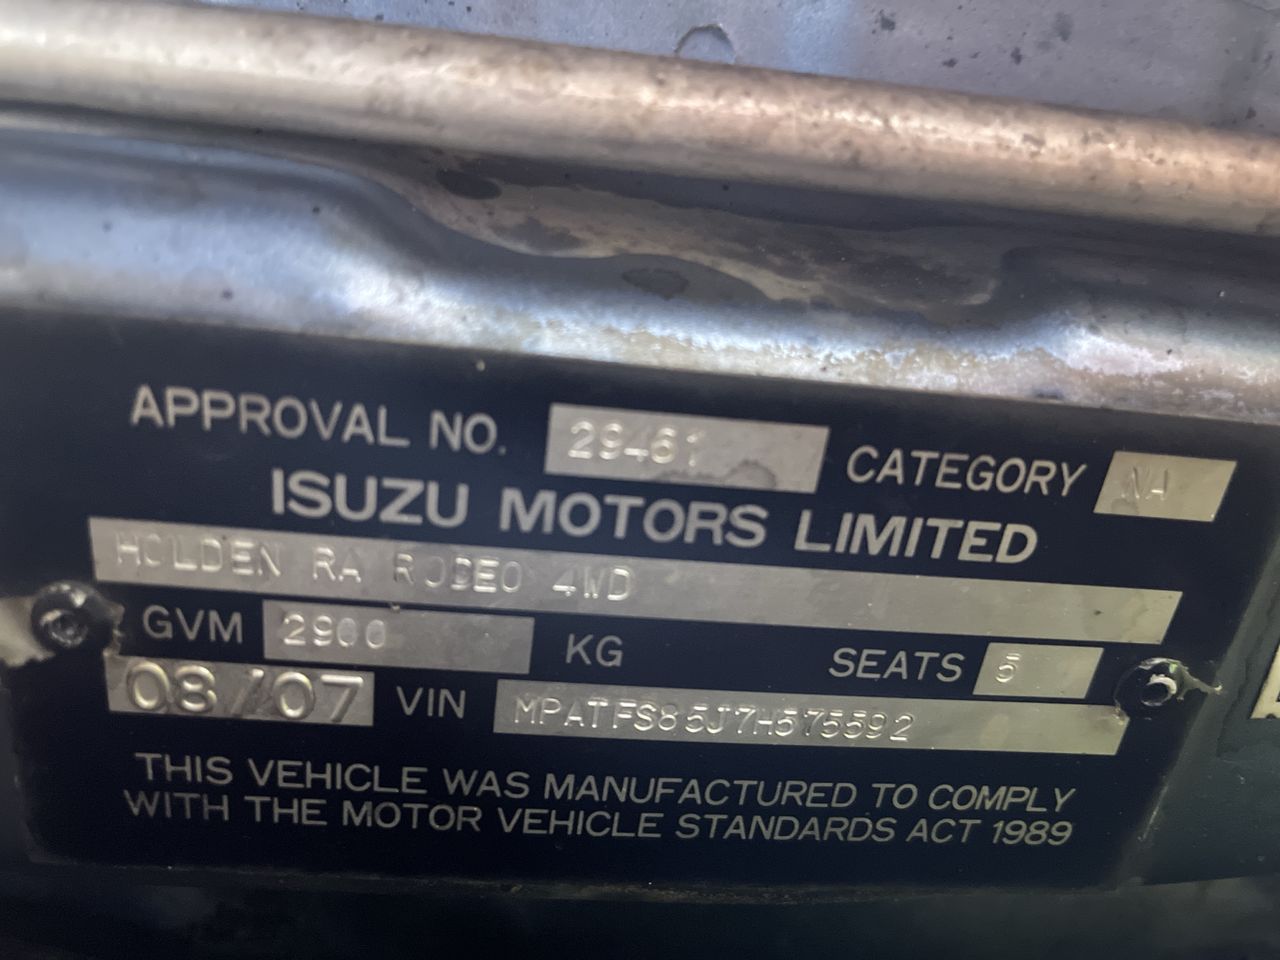 APPROVAL NO. 29461 CATEGORY NA
ISUZU MOTORS LIMITED
HOLDEN RA RODEO 4WD
GVM 2900 KG SEATS 5
08/07 VIN MPATFS85J7H575592
THIS VEHICLE WAS MANUFACTURED TO COMPLY
WITH THE MOTOR VEHICLE STANDARDS ACT 1989